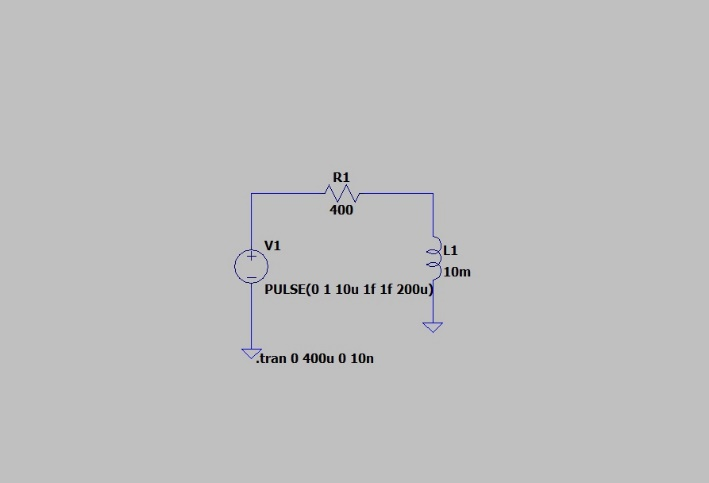 R1
400
V1
L1
10m
PULSE(0 1 10u 1f 1f 200u)
.tran 0 400u 0 10n